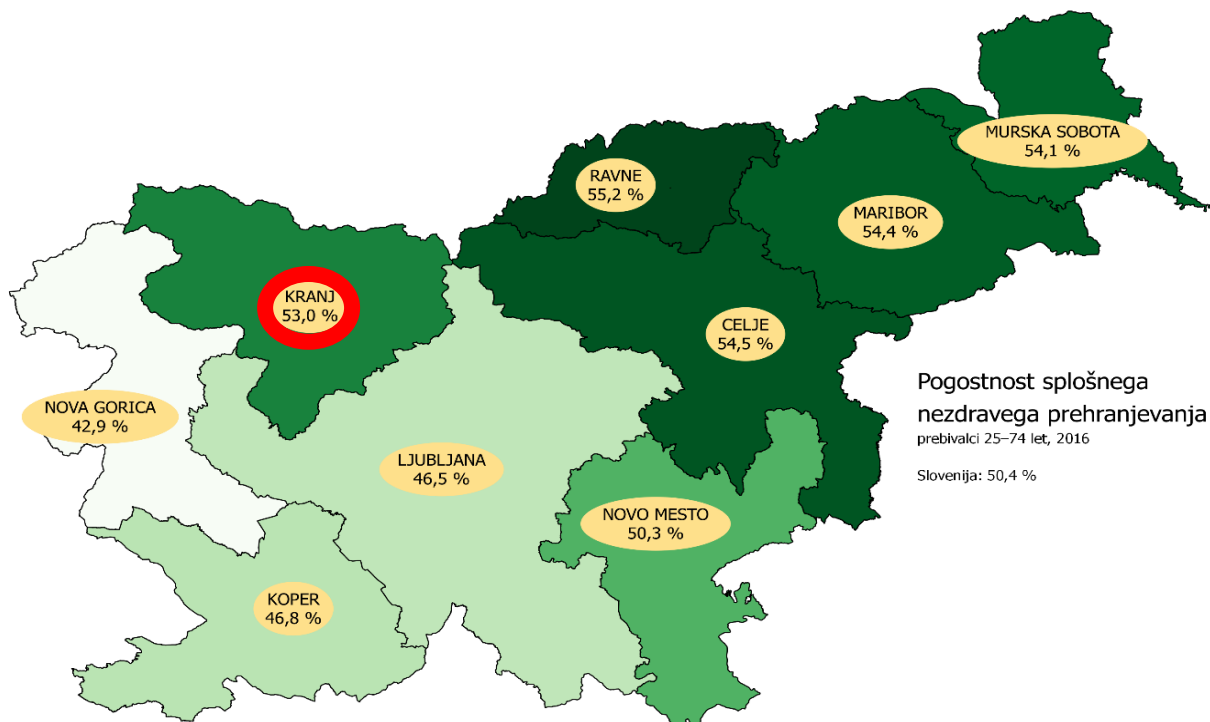 MURSKA SOBOTA
54,1 %
RAVNE
55,2 %
MARIBOR
54,4 %
KRANJ
53,0 %
CELJE
54,5 %
NOVA GORICA
42,9 %
LJUBLJANA
46,5 %
NOVO MESTO
50,3 %
KOPER
46,8 %
Pogostnost splošnega
nezdravega prehranjevanja
prebivalci 25–74 let, 2016
Slovenija: 50,4 %